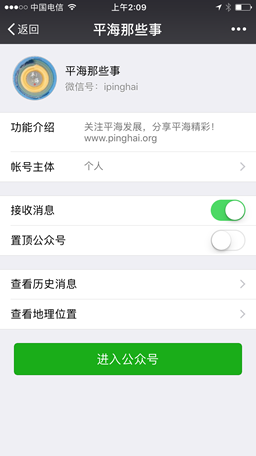 中国电信 上午2:09
返回 平海那些事
平海那些事
微信号：ipinghai
功能介绍 关注平海发展，分享平海精彩！
www.pinghai.org
帐号主体 个人
接收消息
置顶公众号
查看历史消息
查看地理位置
进入公众号